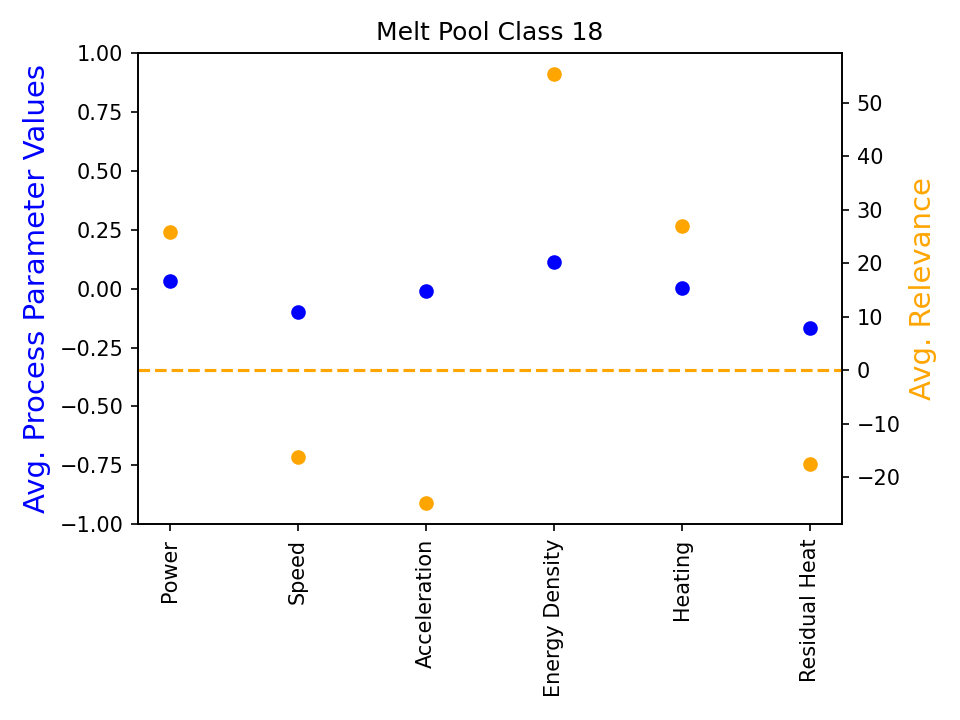 Melt Pool Class 18
Avg. Process Parameter Values
1.00
0.75
0.50
0.25
0.00
−0.25
−0.50
−0.75
−1.00
50
40
30
20
10
0
−10
−20
Avg. Relevance
Power
Speed
Acceleration
Energy Density
Heating
Residual Heat